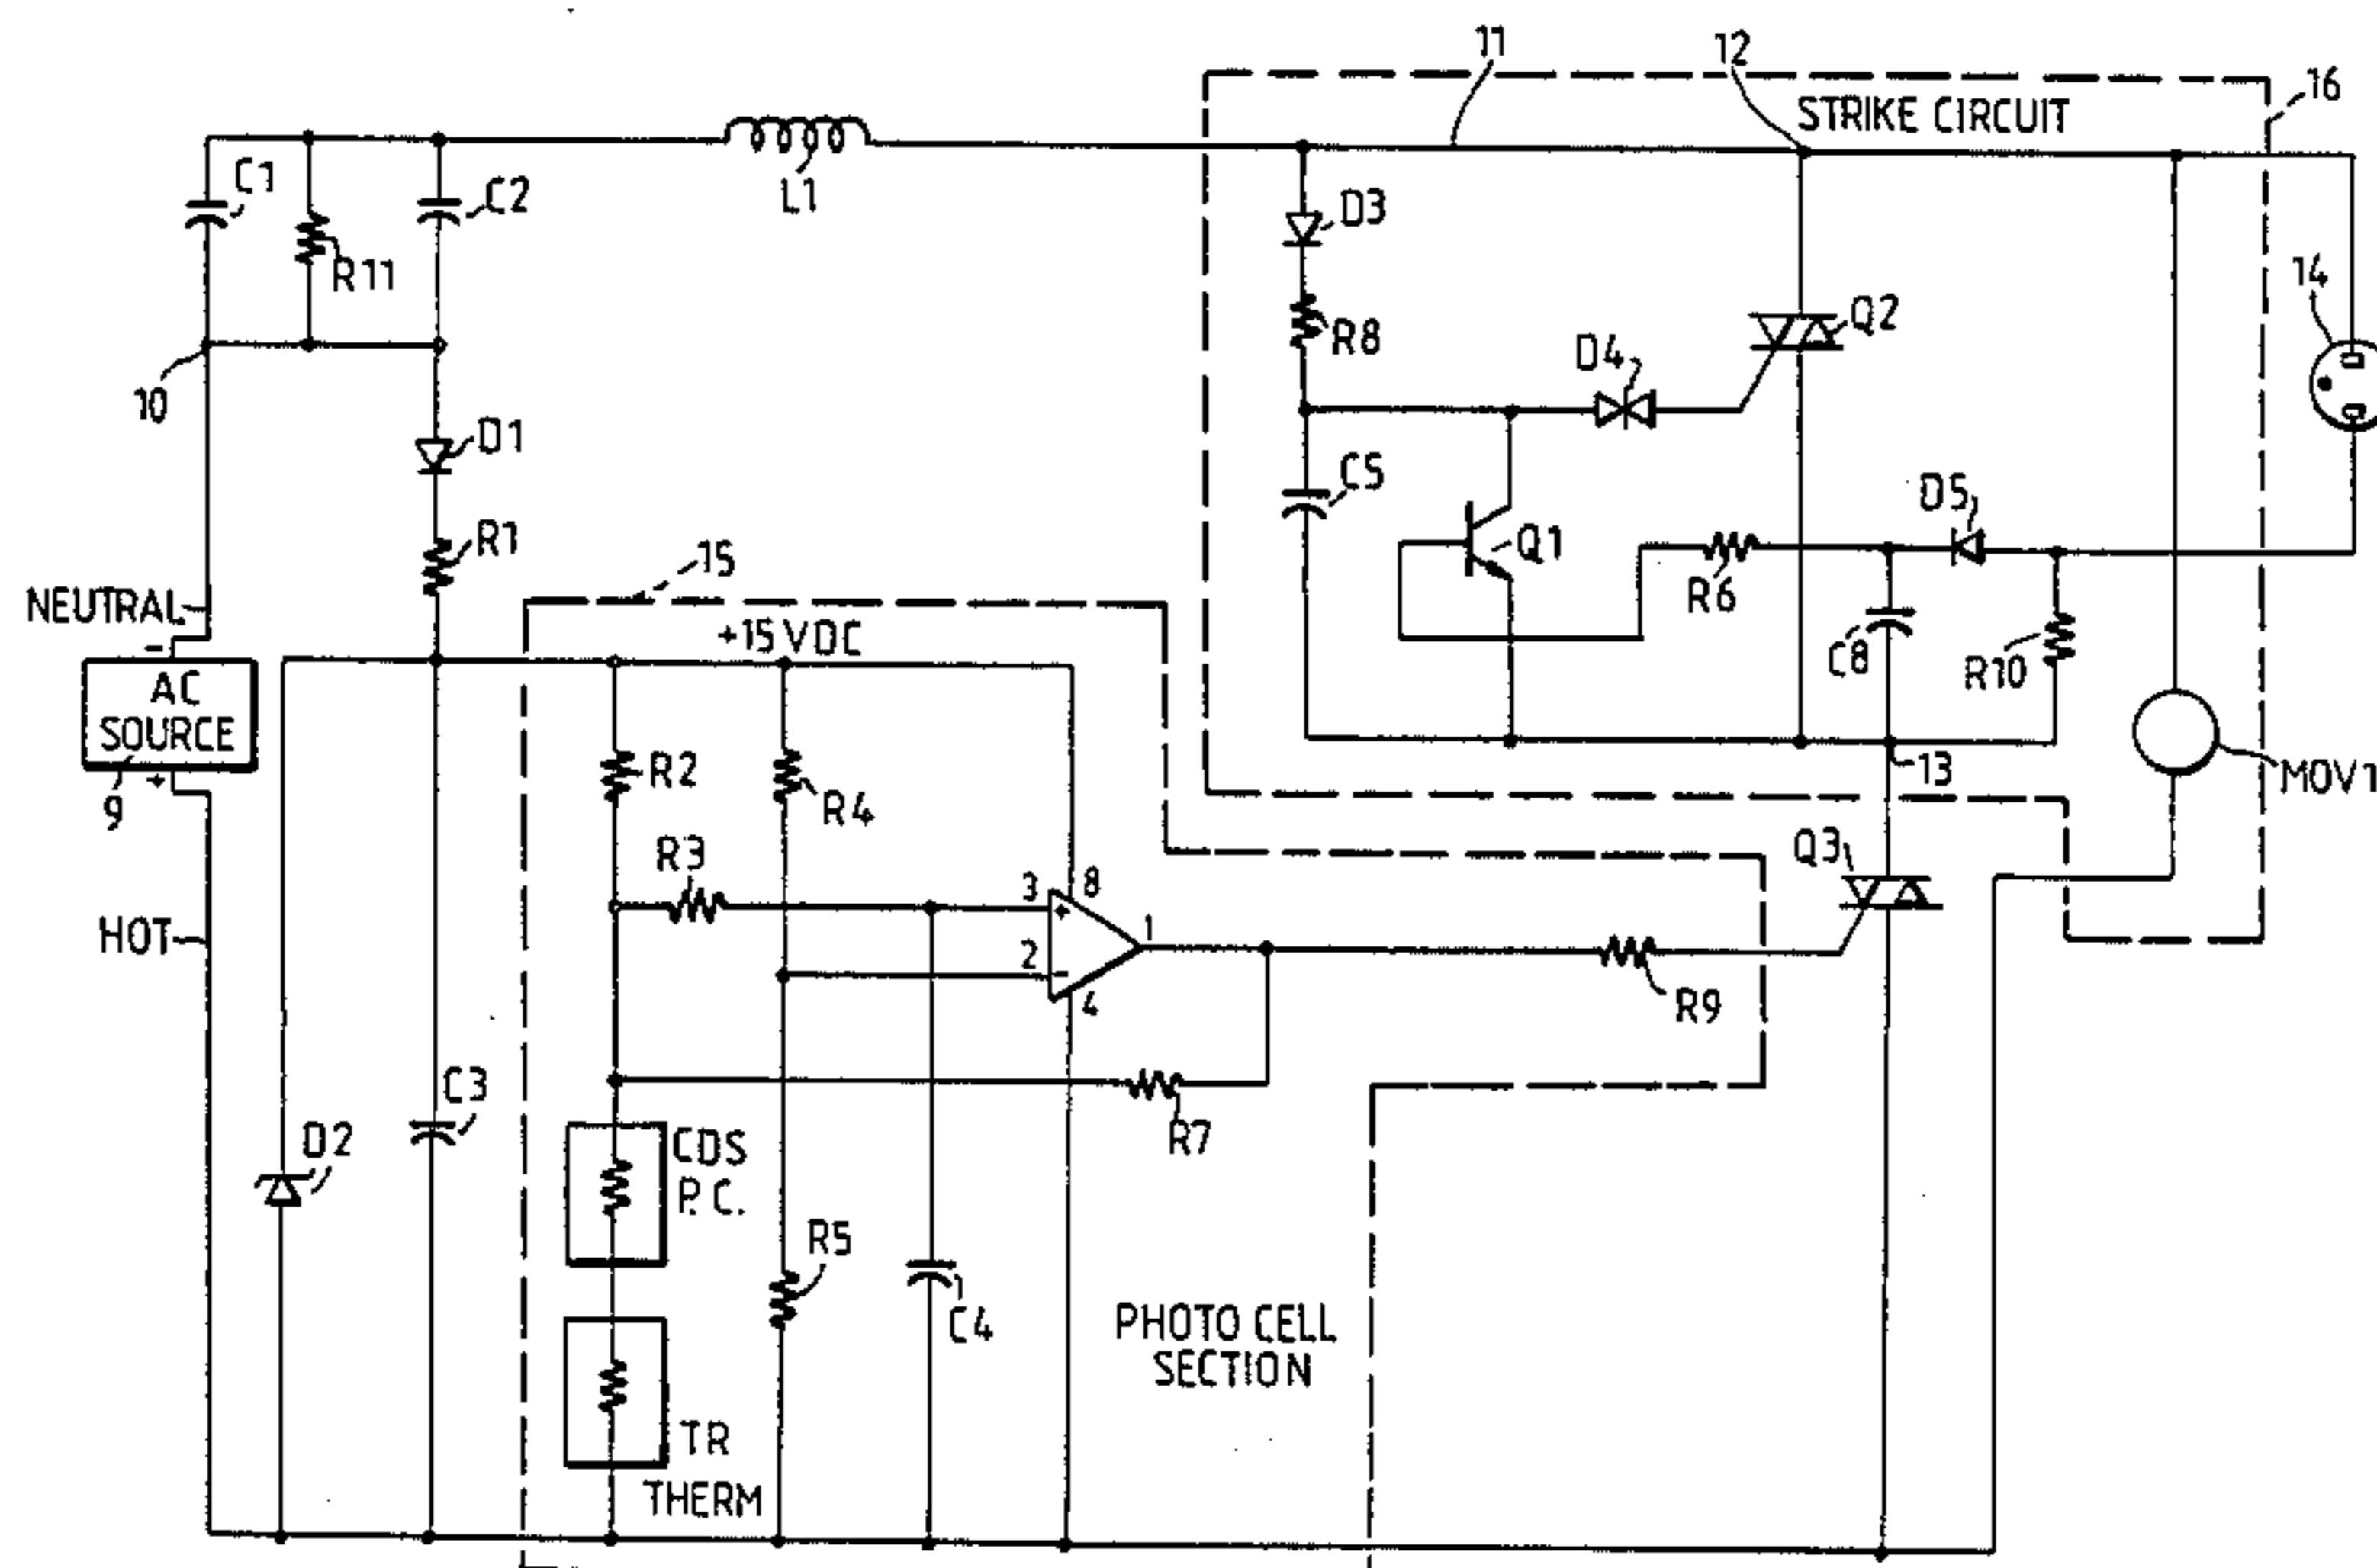 11
12
16
STRIKE CIRCUIT
C1
R11
C2
L1
D3
14
10
R8
D4
Q2
D1
C5
D5
R1
Q1
R6
NEUTRAL
15
C8
R10
-
AC
SOURCE
+
9
+15 VDC
13
MOV1
R2
R4
R3
Q3
HOT
3
8
+
1
2
-
4
R9
C3
R7
D2
CDS
P.C.
R5
C4
PHOTO CELL
SECTION
TR
THERM